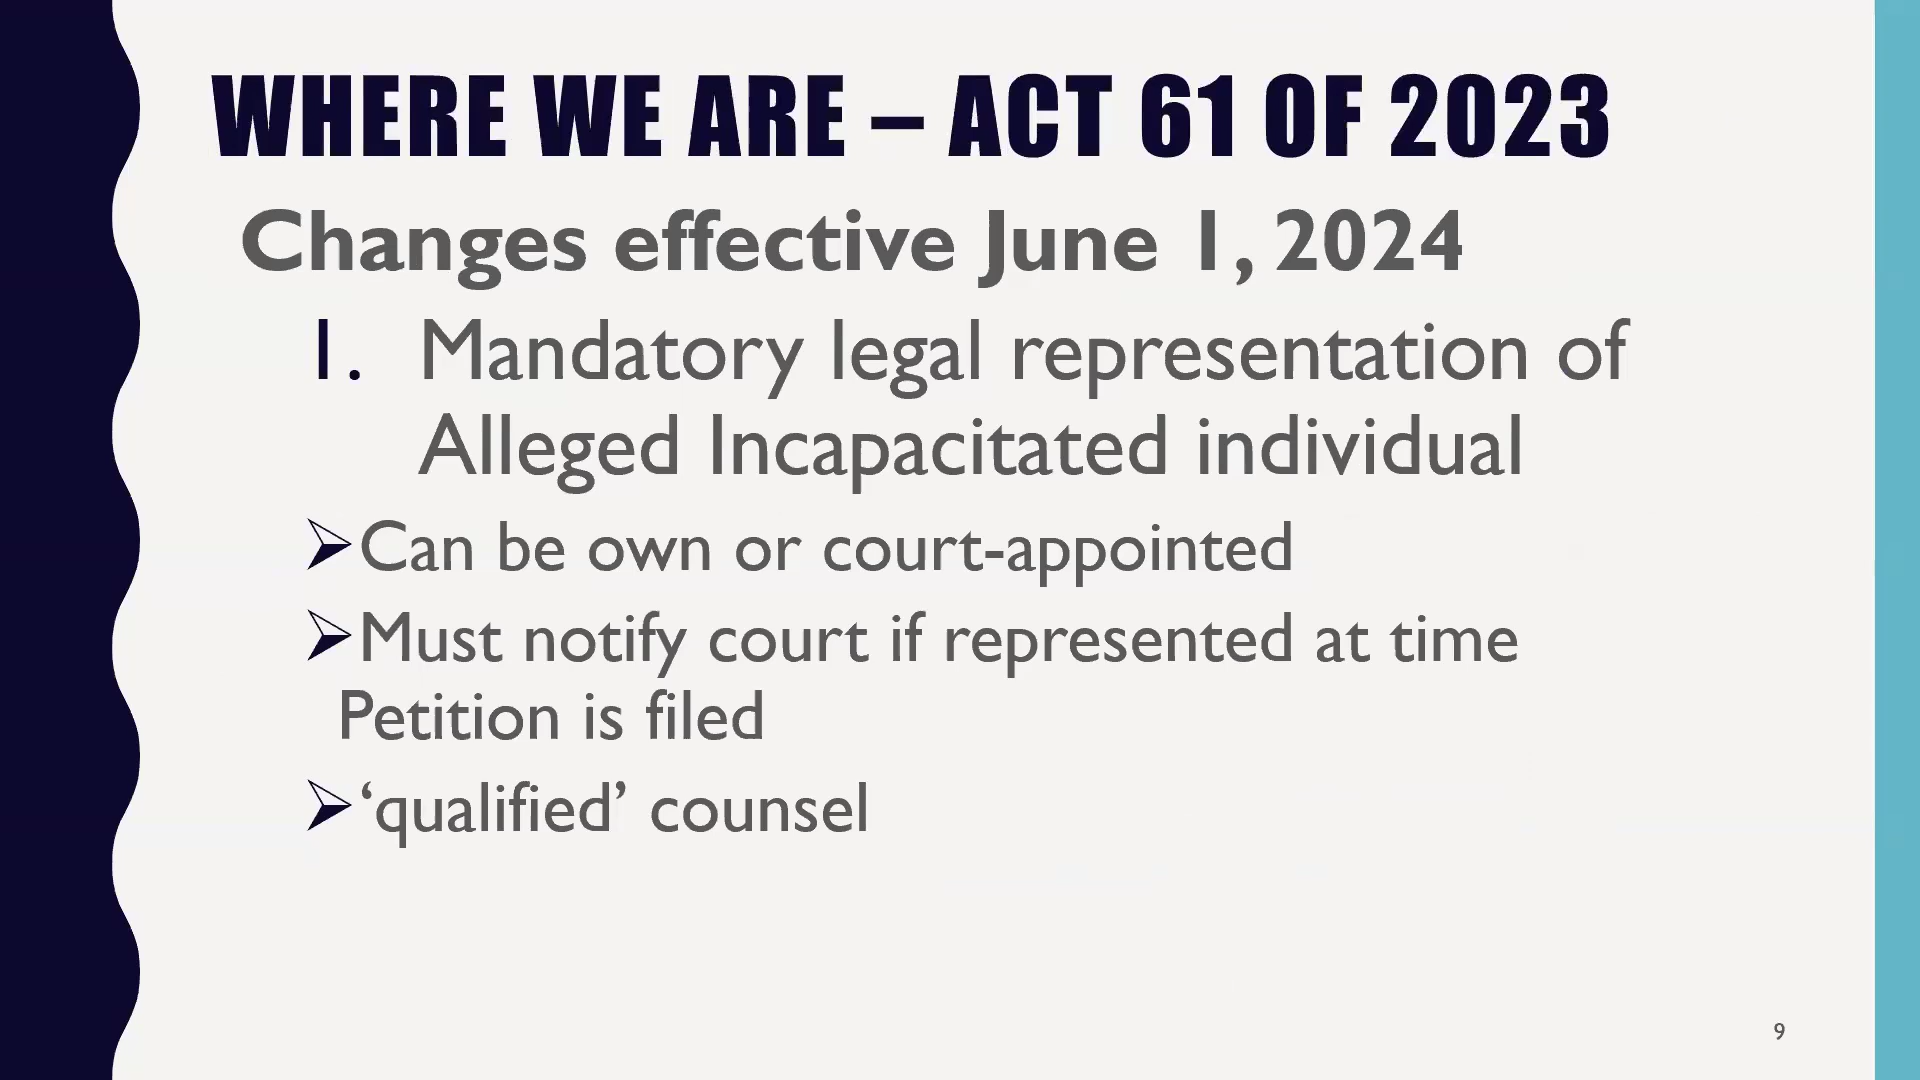 WHERE WE ARE – ACT 61 OF 2023
Changes effective June 1, 2024
1. Mandatory legal representation of
Alleged Incapacitated individual
➢Can be own or court-appointed
➢Must notify court if represented at time
Petition is filed
➢‘qualified’ counsel
9